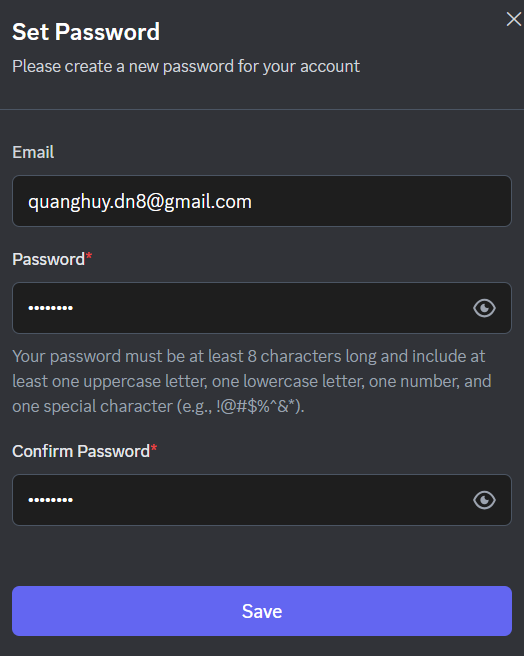 Set Password
Please create a new password for your account
Email
quanghuy.dn8@gmail.com
Password*
••••••••
Your password must be at least 8 characters long and include at
least one uppercase letter, one lowercase letter, one number, and
one special character (e.g., !@#$%^&*).
Confirm Password*
••••••••
Save